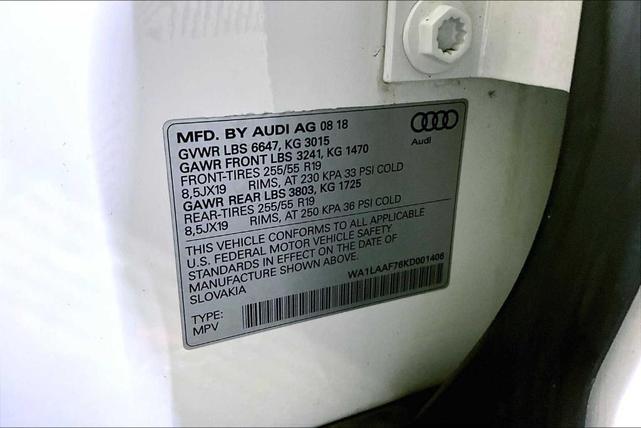 MFD. BY AUDI AG 08 18
GVWR LBS 6647, KG 3015
GAWR FRONT LBS 3241, KG 1470
FRONT-TIRES 255/55 R19
8,5JX19 RIMS, AT 230 KPA 33 PSI COLD
GAWR REAR LBS 3803, KG 1725
REAR-TIRES 255/55 R19
8,5JX19 RIMS, AT 250 KPA 36 PSI COLD
THIS VEHICLE CONFORMS TO ALL APPLICABLE
U.S. FEDERAL MOTOR VEHICLE SAFETY
STANDARDS IN EFFECT ON THE DATE OF
MANUFACTURE SHOWN ABOVE.
SLOVAKIA
WA1LAAF76KD001406
TYPE:
MPV
Audi